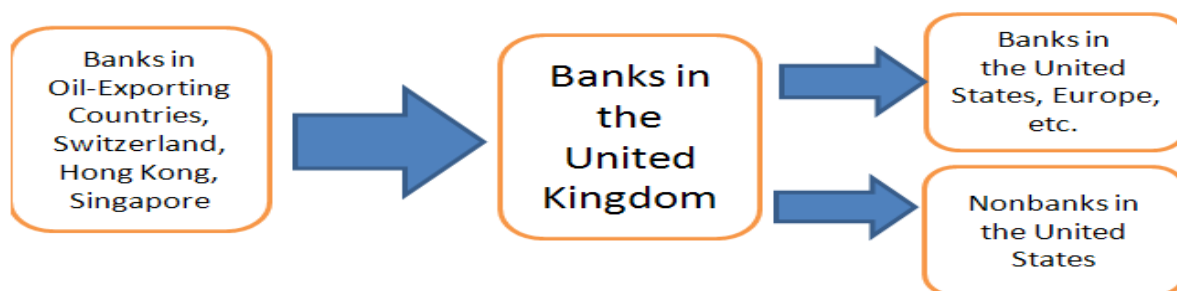 Banks in
Oil-Exporting
Countries,
Switzerland,
Hong Kong,
Singapore
Banks in
the
United
Kingdom
Banks in
the United
States, Europe,
etc.
Nonbanks in
the United
States